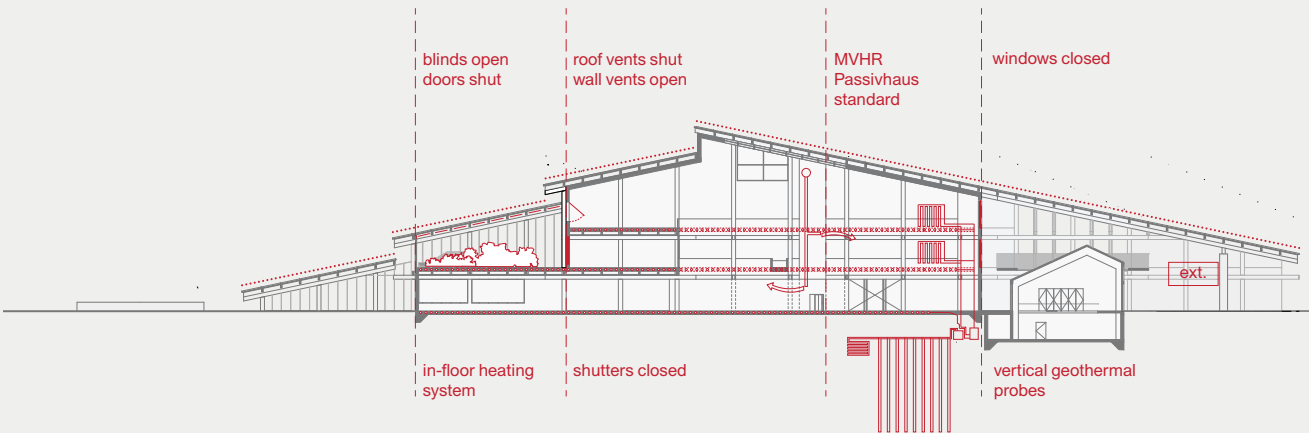 blinds open
doors shut
roof vents shut
wall vents open
MVHR
Passivhaus
standard
windows closed
ext.
in-floor heating
system
shutters closed
vertical geothermal
probes